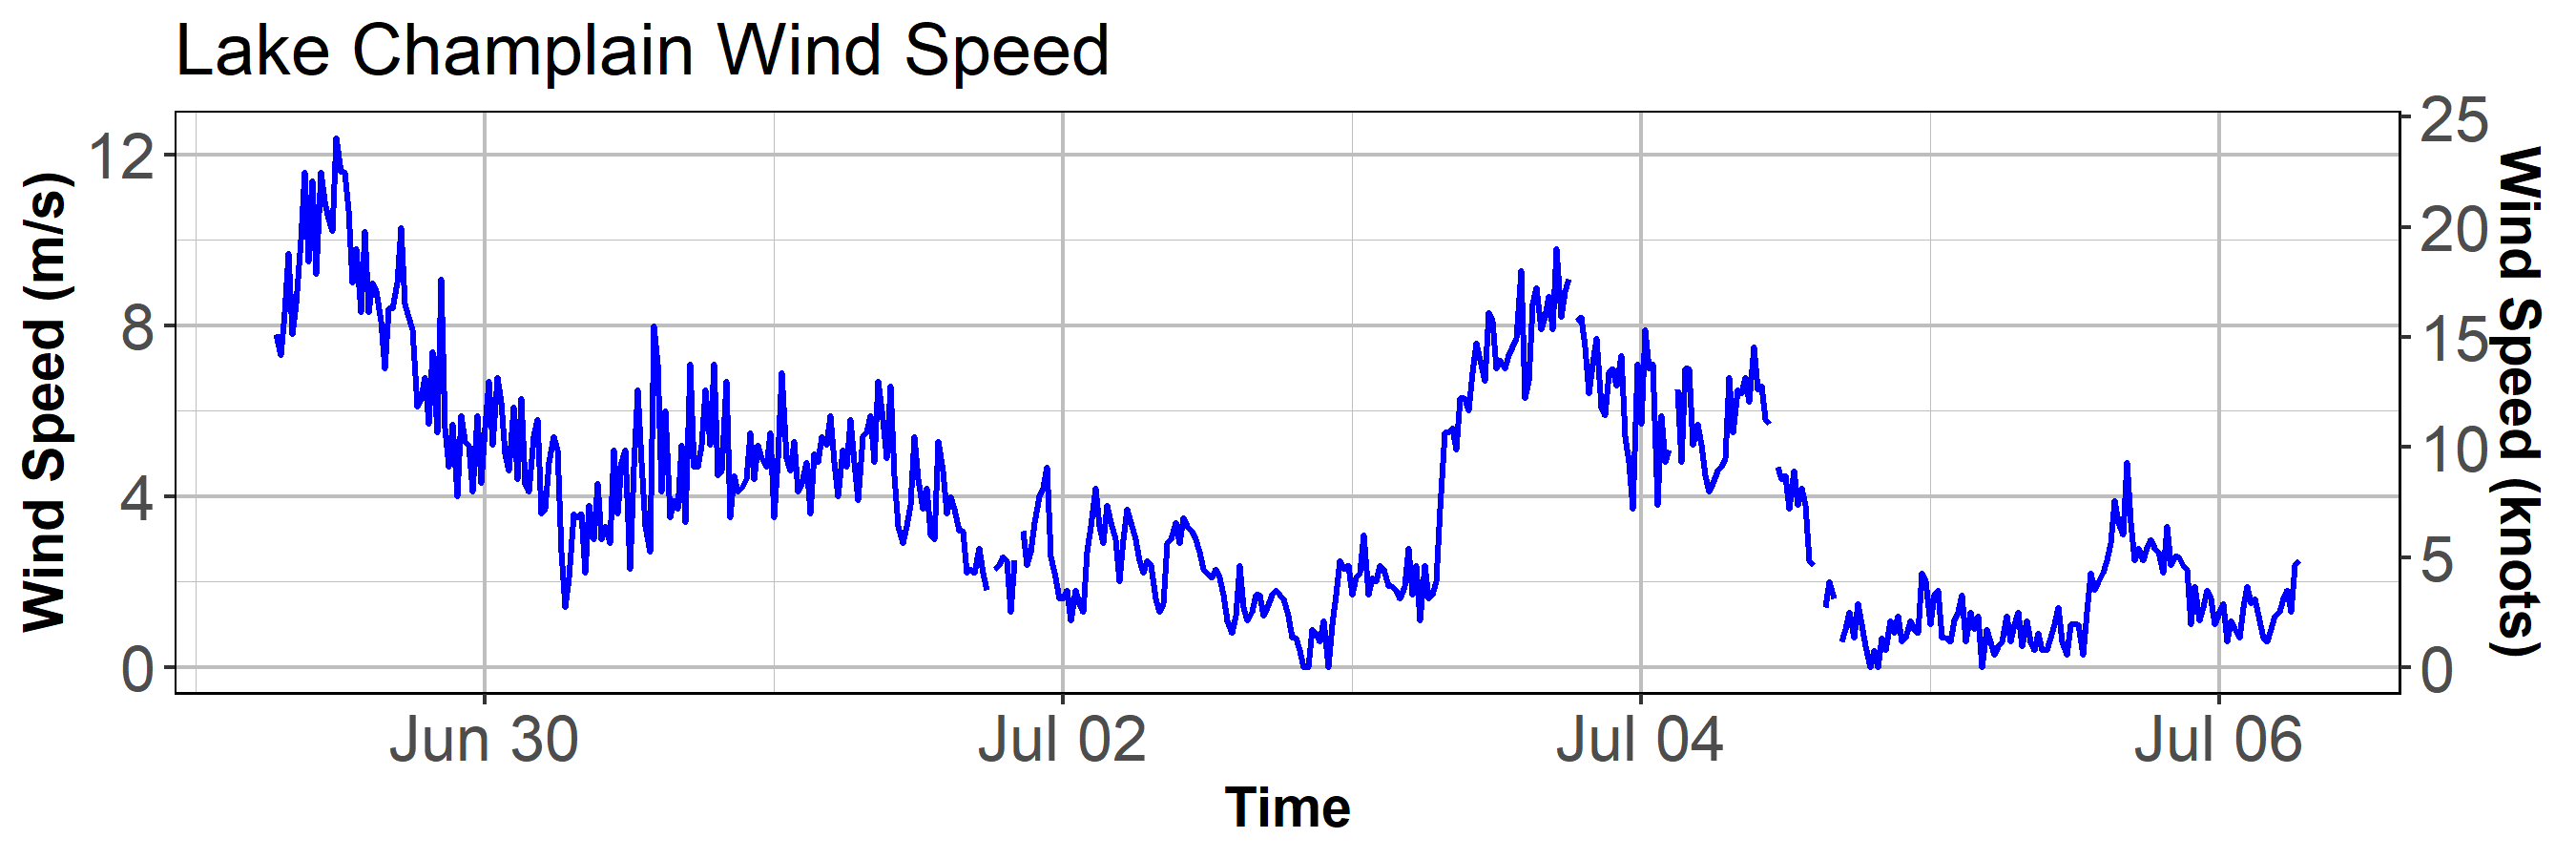 Lake Champlain Wind Speed
Wind Speed (m/s)
12
8
4
0
25
20
15
10
5
0
Wind Speed (knots)
Jun 30
Jul 02
Jul 04
Jul 06
Time